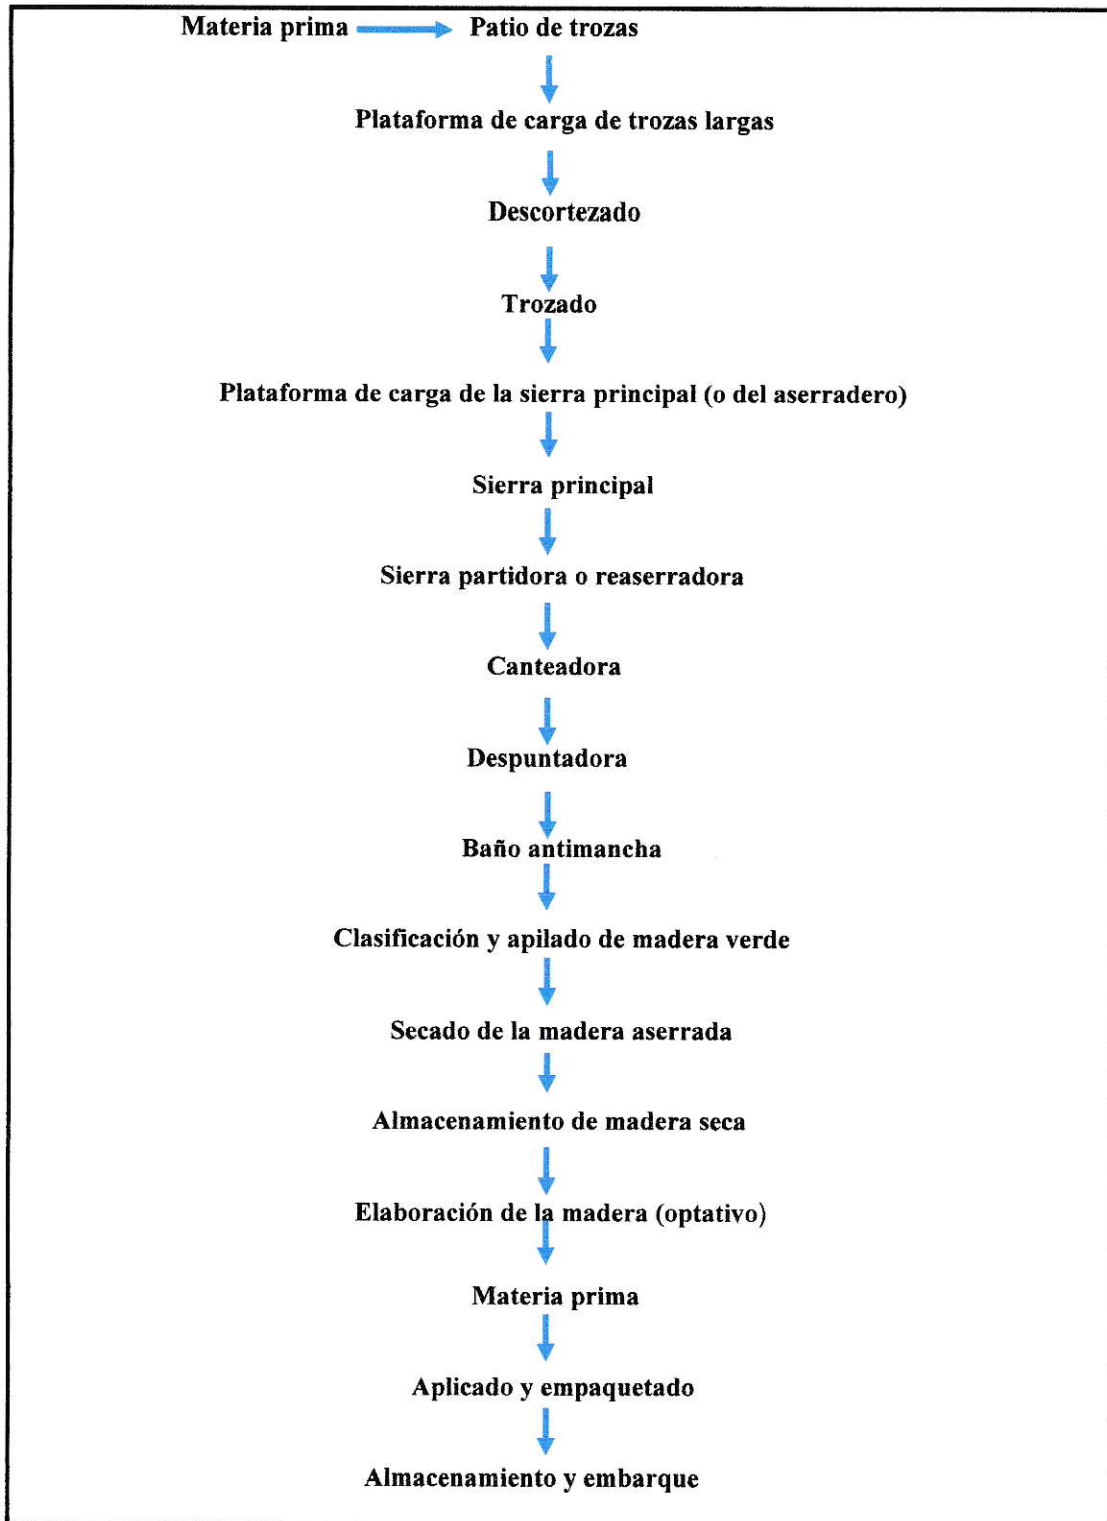 Materia prima Patio de trozas
Plataforma de carga de trozas largas
Descortezado
Trozado
Plataforma de carga de la sierra principal (o del aserradero)
Sierra principal
Sierra partidora o reaserradora
Canteadora
Despuntadora
Baño antimancha
Clasificación y apilado de madera verde
Secado de la madera aserrada
Almacenamiento de madera seca
Elaboración de la madera (optativo)
Materia prima
Aplicado y empaquetado
Almacenamiento y embarque